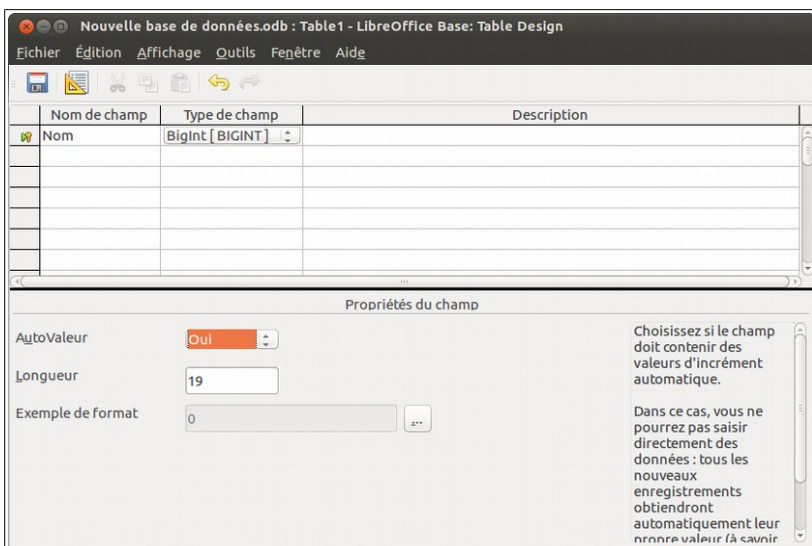 Nouvelle base de données.odb : Table1 - LibreOffice Base: Table Design
Fichier Édition Affichage Outils Fenêtre Aide
Nom de champ Type de champ Description
Nom BigInt [ BIGINT ]
Propriétés du champ
AutoValeur Oui
Longueur 19
Exemple de format 0 ...
Choisissez si le champ
doit contenir des
valeurs d'incrément
automatique.
Dans ce cas, vous ne
pourrez pas saisir
directement des
données : tous les
nouveaux
enregistrements
obtiendront
automatiquement leur
propre valeur (à savoir